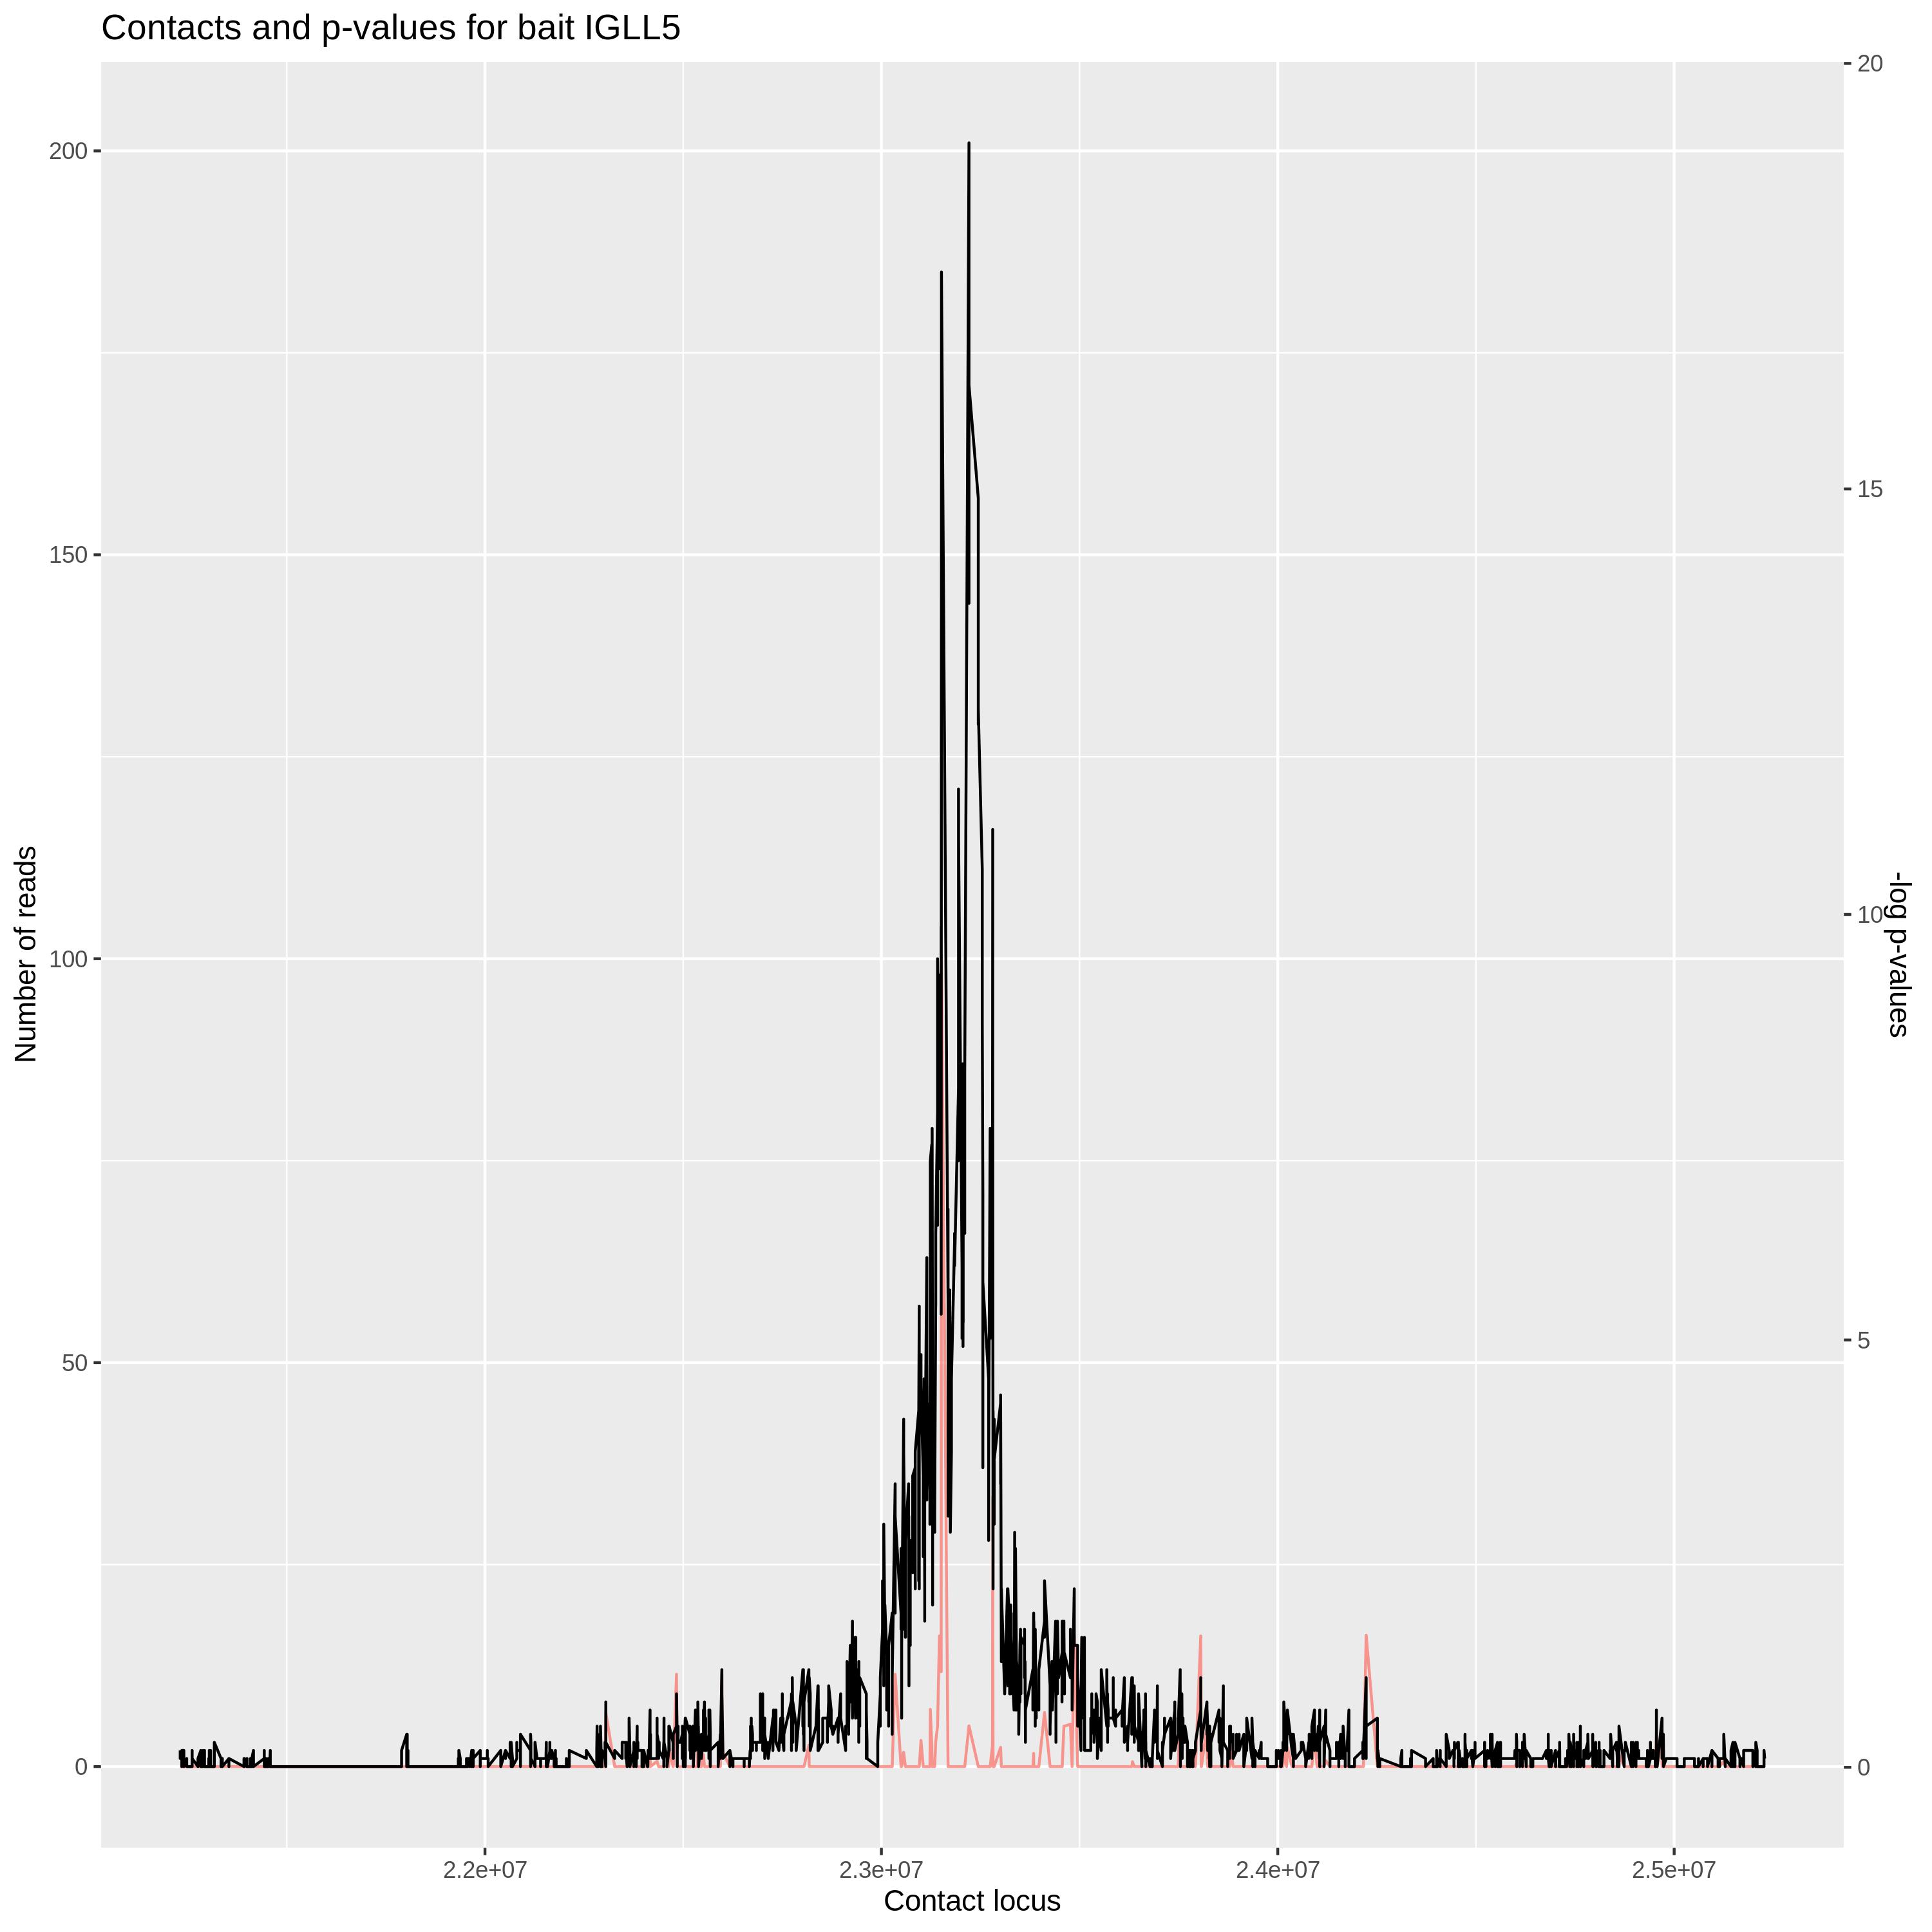 Contacts and p-values for bait IGLL5
200
150
100
50
0
Number of reads
20
15
10
5
0
-log p-values
2.2e+07
2.3e+07
2.4e+07
2.5e+07
Contact locus